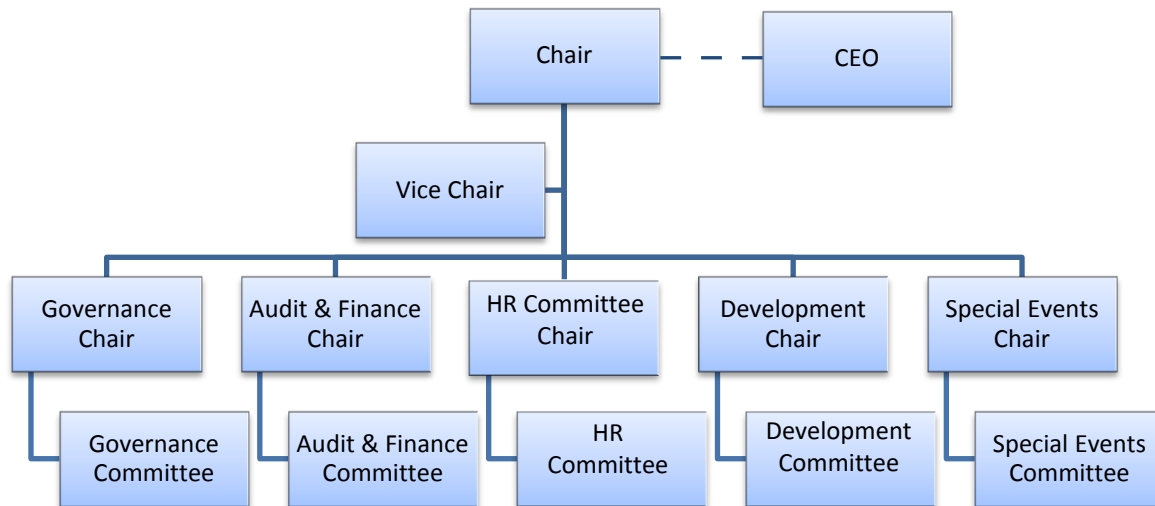 Chair
CEO
Vice Chair
Governance
Chair
Audit & Finance
Chair
HR Committee
Chair
Development
Chair
Special Events
Chair
Governance
Committee
Audit & Finance
Committee
HR
Committee
Development
Committee
Special Events
Committee